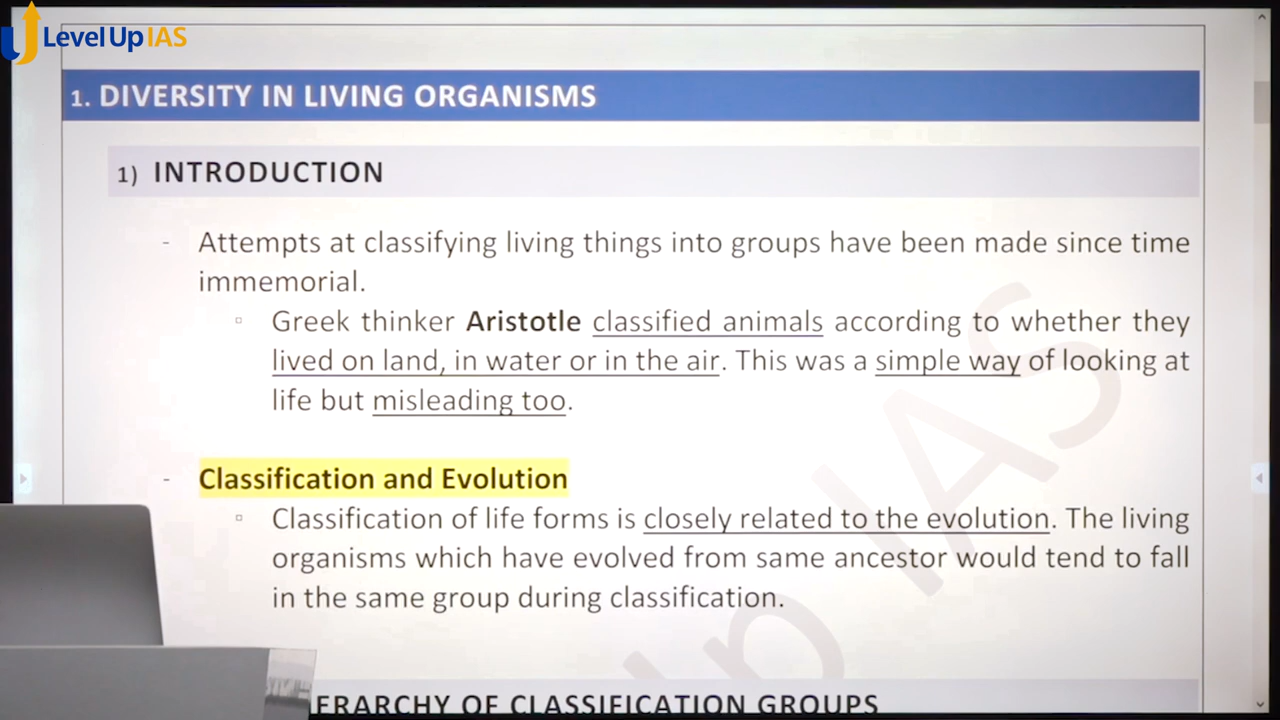 Level Up IAS
1. DIVERSITY IN LIVING ORGANISMS
1) INTRODUCTION
- Attempts at classifying living things into groups have been made since time
immemorial.
▫ Greek thinker Aristotle classified animals according to whether they
lived on land, in water or in the air. This was a simple way of looking at
life but misleading too.
- Classification and Evolution
▫ Classification of life forms is closely related to the evolution. The living
organisms which have evolved from same ancestor would tend to fall
in the same group during classification.
ERARCHY OF CLASSIFICATION GROUPS
p IAS